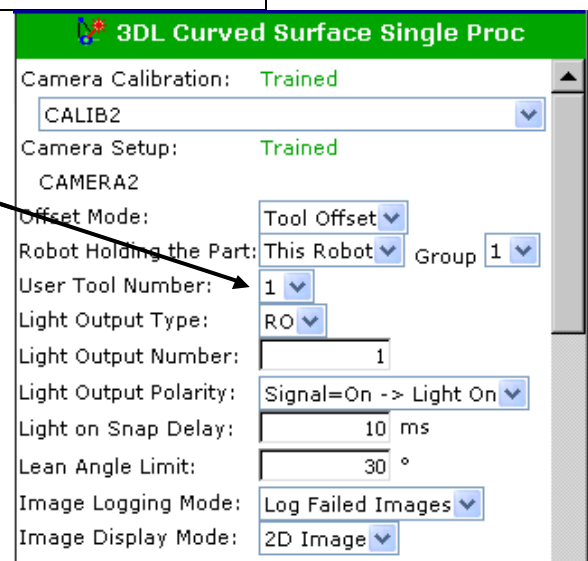 3DL Curved Surface Single Proc
Camera Calibration: Trained
CALIB2
Camera Setup: Trained
CAMERA2
Offset Mode: Tool Offset
Robot Holding the Part: This Robot Group 1
User Tool Number: 1
Light Output Type: RO
Light Output Number: 1
Light Output Polarity: Signal=On -> Light On
Light on Snap Delay: 10 ms
Lean Angle Limit: 30 °
Image Logging Mode: Log Failed Images
Image Display Mode: 2D Image